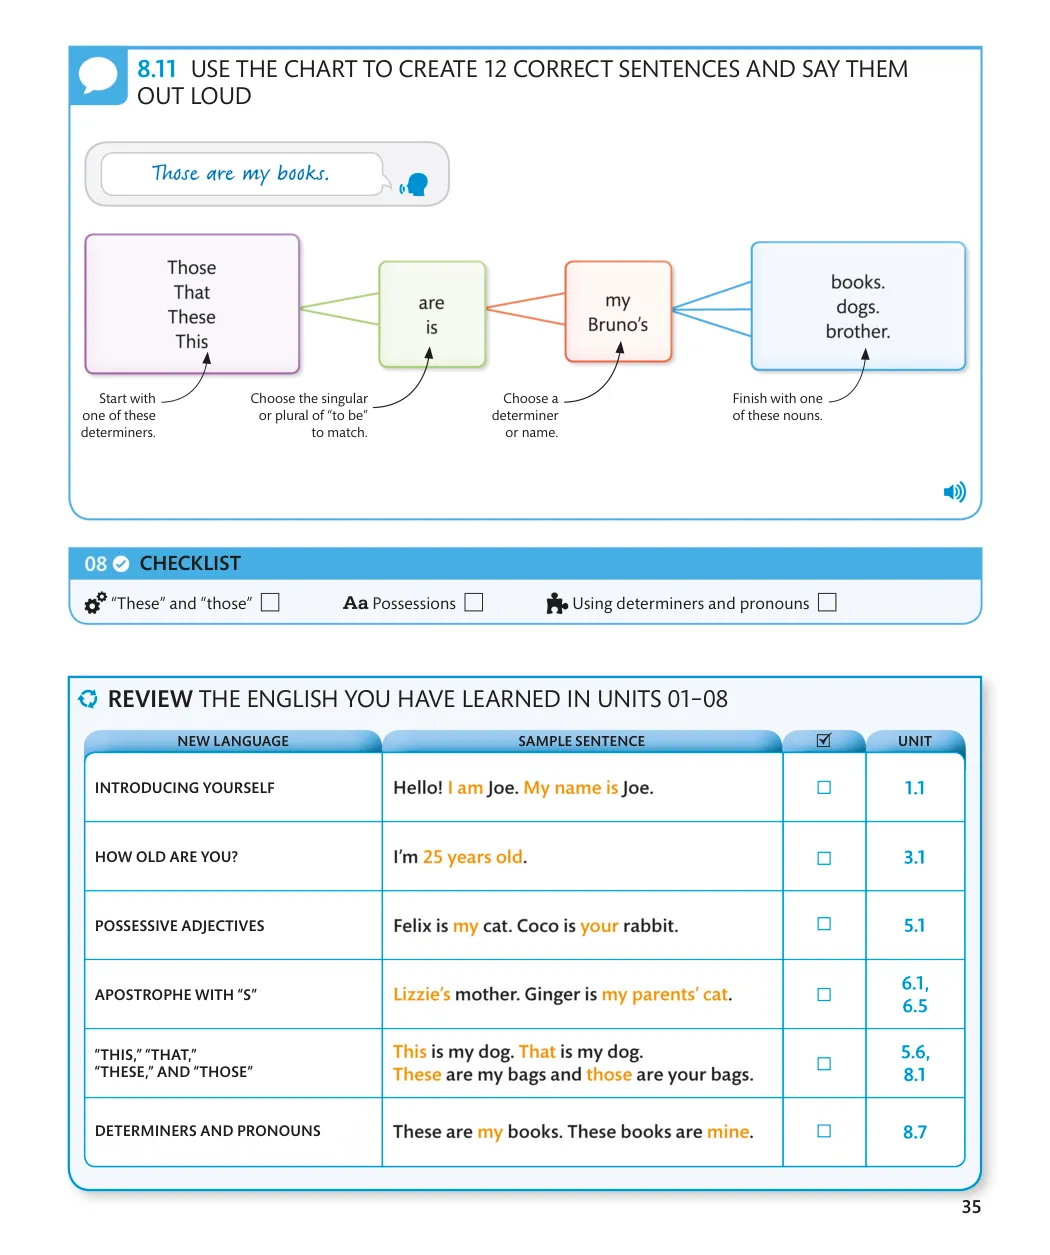 8.11 USE THE CHART TO CREATE 12 CORRECT SENTENCES AND SAY THEM
OUT LOUD
Those are my books.
Those
That
These
This
are
is
my
Bruno’s
books.
dogs.
brother.
Start with
one of these
determiners.
Choose the singular
or plural of “to be”
to match.
Choose a
determiner
or name.
Finish with one
of these nouns.
08 CHECKLIST
“These” and “those”
Aa Possessions
Using determiners and pronouns
REVIEW THE ENGLISH YOU HAVE LEARNED IN UNITS 01–08
NEW LANGUAGE SAMPLE SENTENCE UNIT
INTRODUCING YOURSELF Hello! I am Joe. My name is Joe. 1.1
HOW OLD ARE YOU? I’m 25 years old. 3.1
POSSESSIVE ADJECTIVES Felix is my cat. Coco is your rabbit. 5.1
APOSTROPHE WITH “S” Lizzie’s mother. Ginger is my parents’ cat. 6.1,
6.5
“THIS,” “THAT,” This is my dog. That is my dog. 5.6,
“THESE,” AND “THOSE” These are my bags and those are your bags. 8.1
DETERMINERS AND PRONOUNS These are my books. These books are mine. 8.7
35